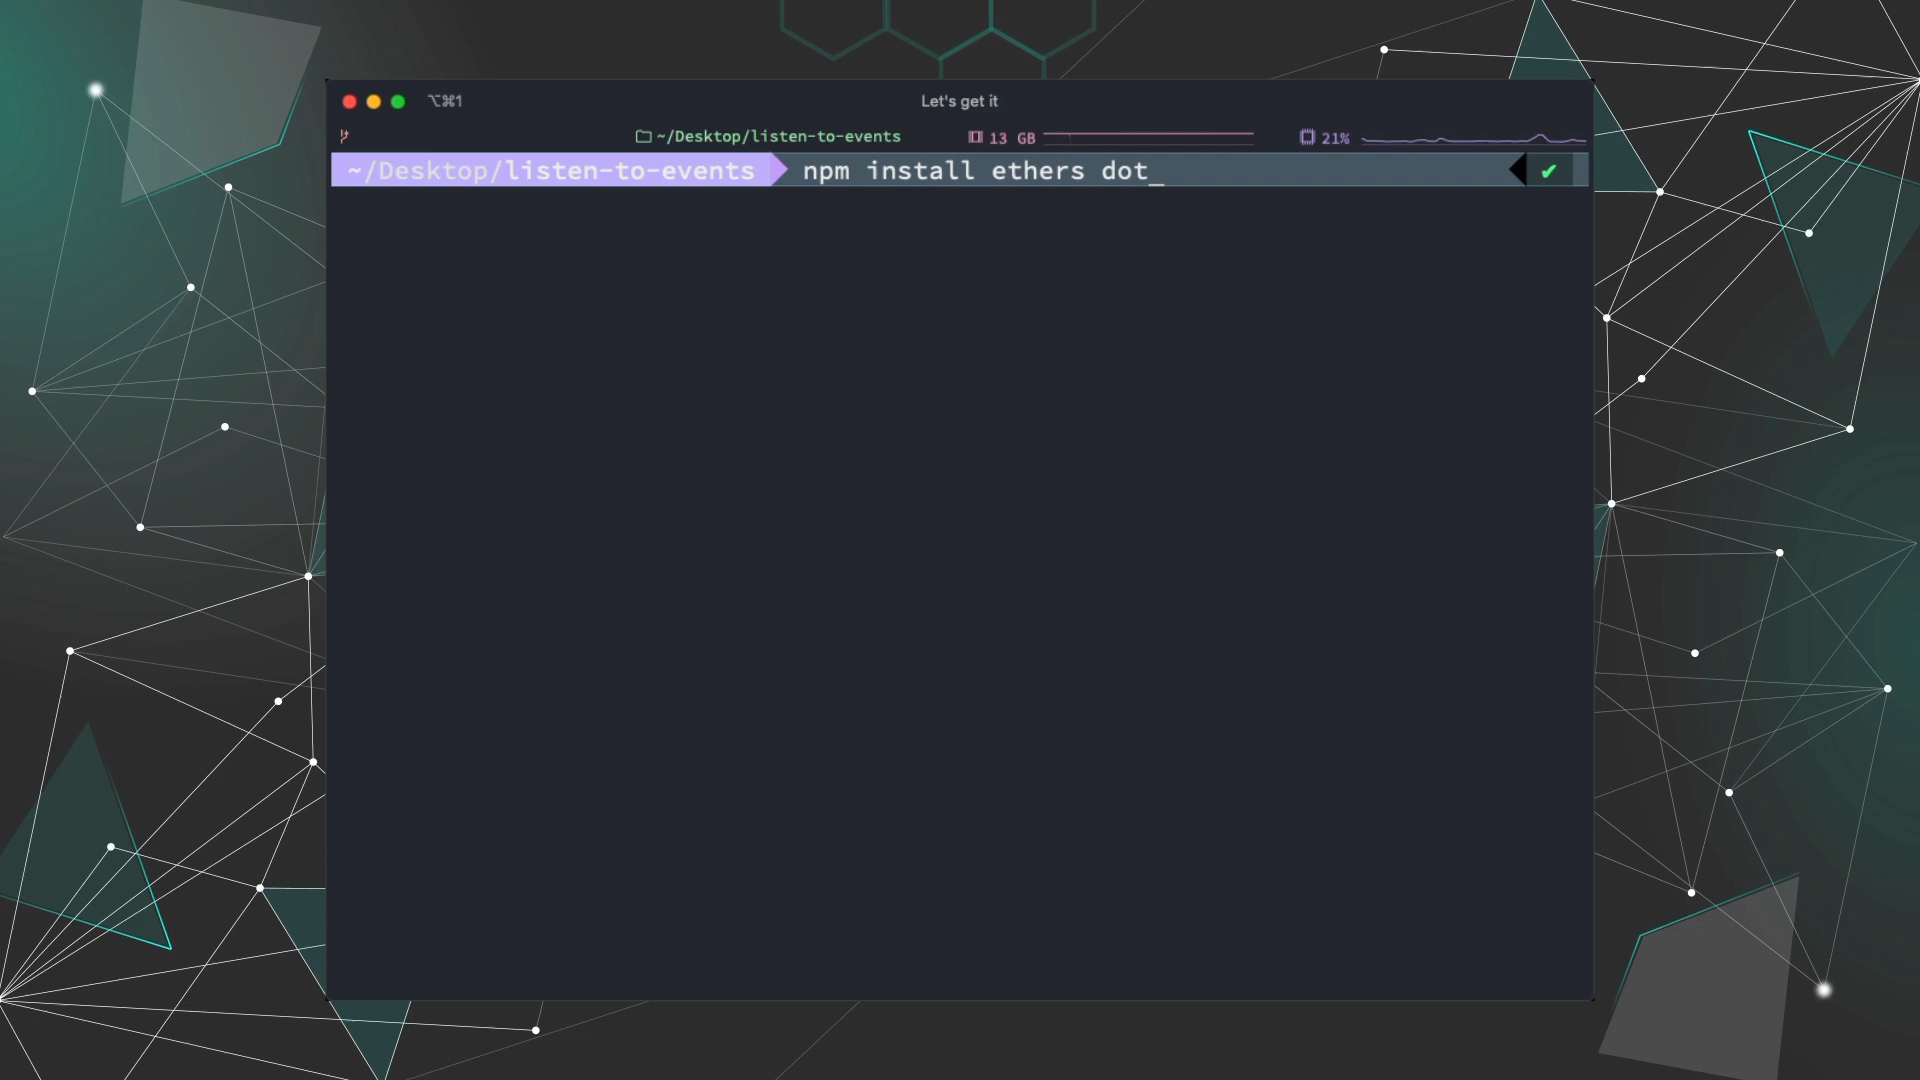 ⌥⌘1
Let's get it
~/Desktop/listen-to-events
13 GB
21%
~/Desktop/listen-to-events npm install ethers dot_ ✔